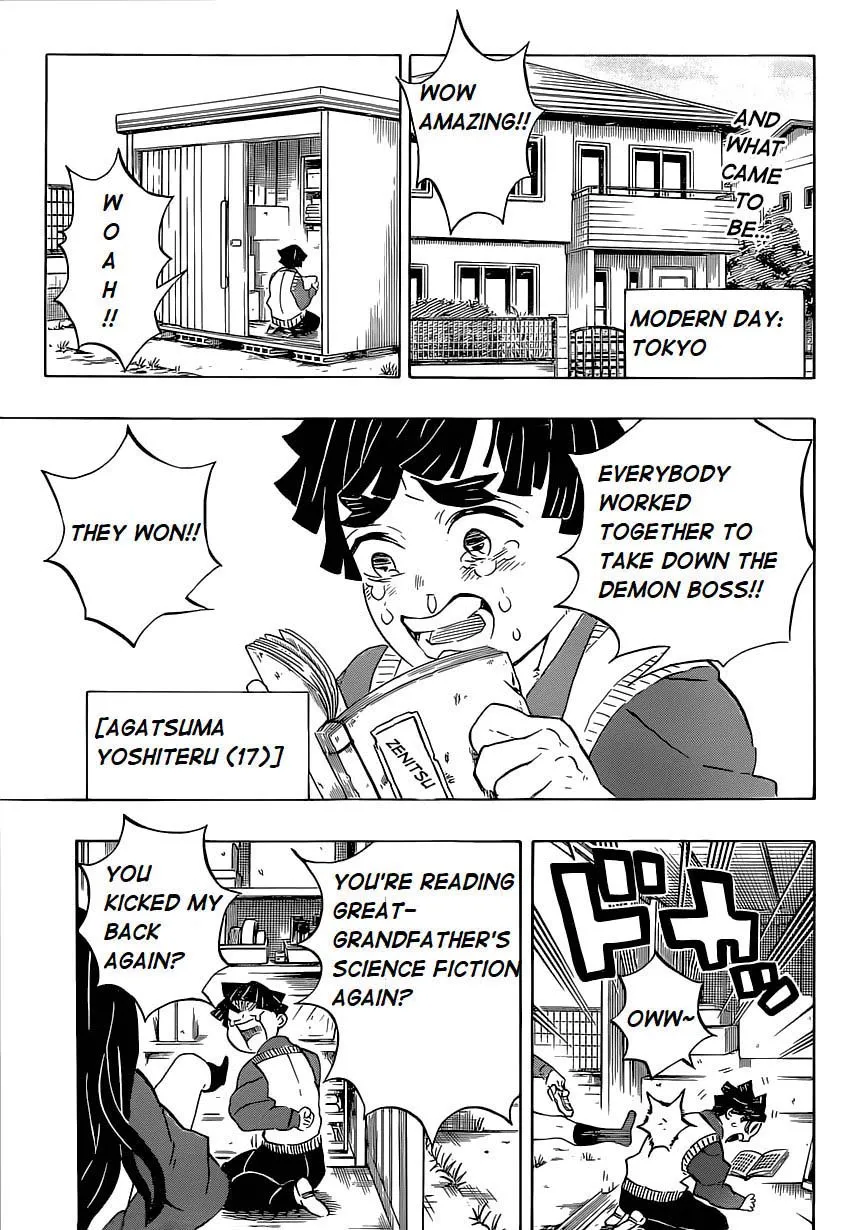 WOW
AMAZING!!
AND
WHAT
CAME
TO
BE...
MODERN DAY:
TOKYO
WOAH!!
EVERYBODY
WORKED
TOGETHER TO
TAKE DOWN THE
DEMON BOSS!!
THEY WON!!
ZENITSU
[AGATSUMA
YOSHITERU (17)]
ドガッ
OWW~
YOU'RE READING
GREAT-
GRANDFATHER'S
SCIENCE FICTION
AGAIN?
YOU
KICKED MY
BACK
AGAIN?